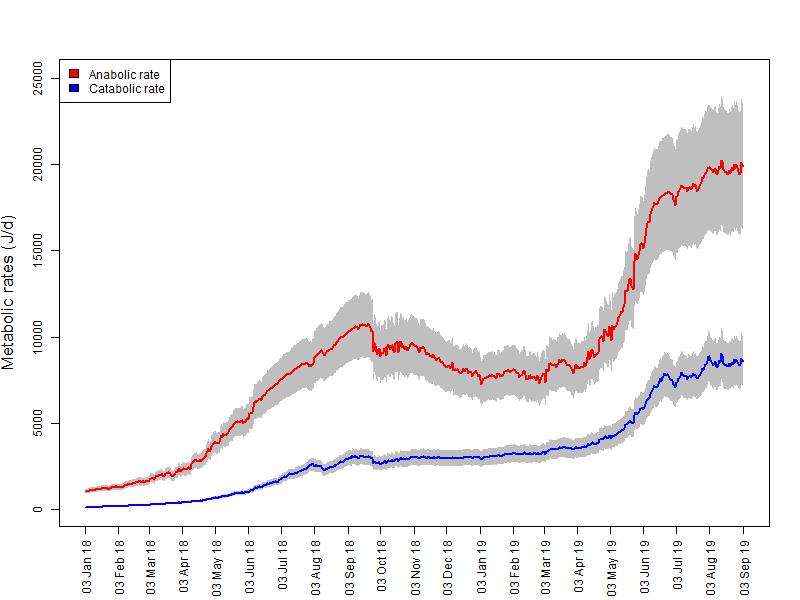 Anabolic rate
Catabolic rate
Metabolic rates (J/d)
25000
20000
15000
10000
5000
0
03 Jan 18
03 Feb 18
03 Mar 18
03 Apr 18
03 May 18
03 Jun 18
03 Jul 18
03 Aug 18
03 Sep 18
03 Oct 18
03 Nov 18
03 Dec 18
03 Jan 19
03 Feb 19
03 Mar 19
03 Apr 19
03 May 19
03 Jun 19
03 Jul 19
03 Aug 19
03 Sep 19